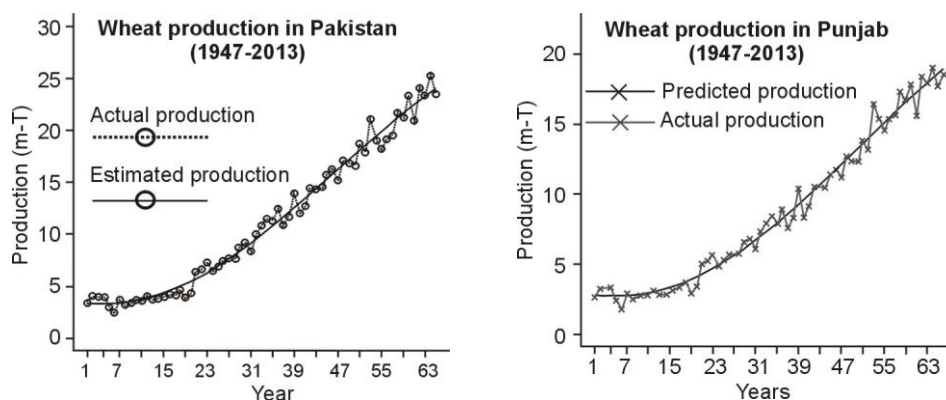 Wheat production in Pakistan
(1947-2013)
Actual production
Estimated production
Production (m-T)
30
25
20
15
10
5
0
1 7 15 23 31 39 47 55 63
Year
Wheat production in Punjab
(1947-2013)
Predicted production
Actual production
Production (m-T)
20
15
10
5
0
1 7 15 23 31 39 47 55 63
Years